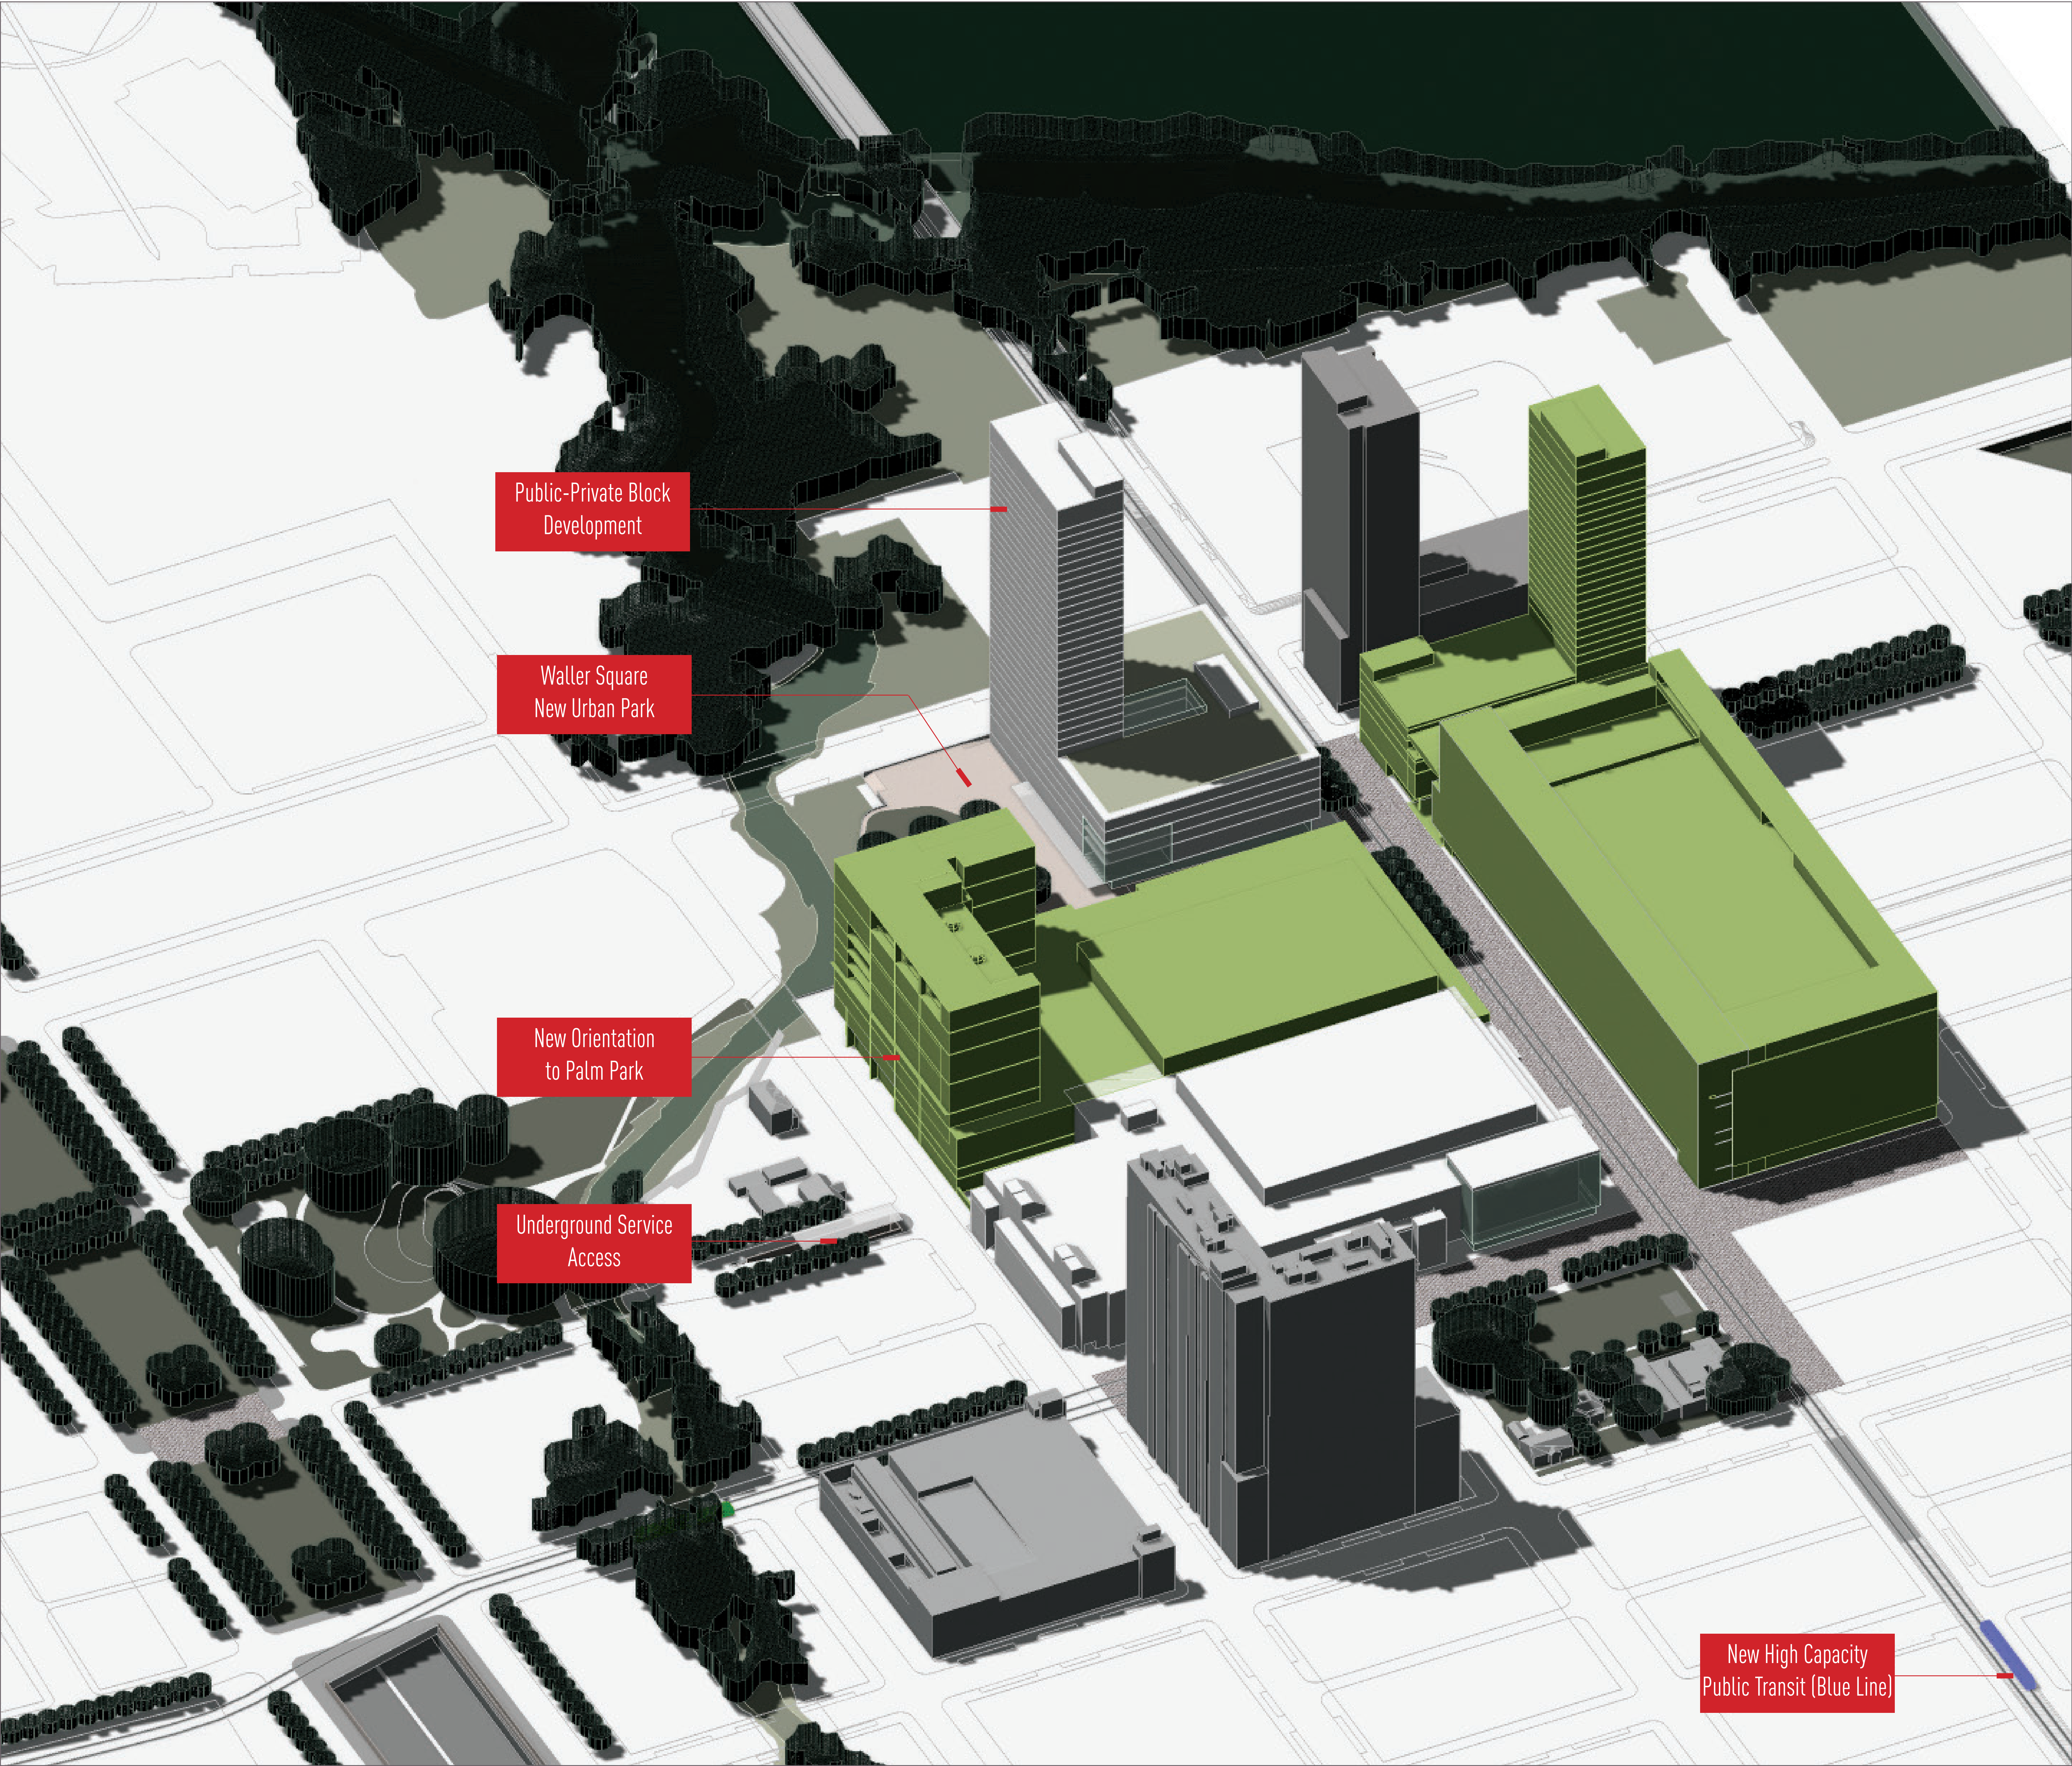 Public-Private Block
Development
Waller Square
New Urban Park
New Orientation
to Palm Park
Underground Service
Access
New High Capacity
Public Transit (Blue Line)